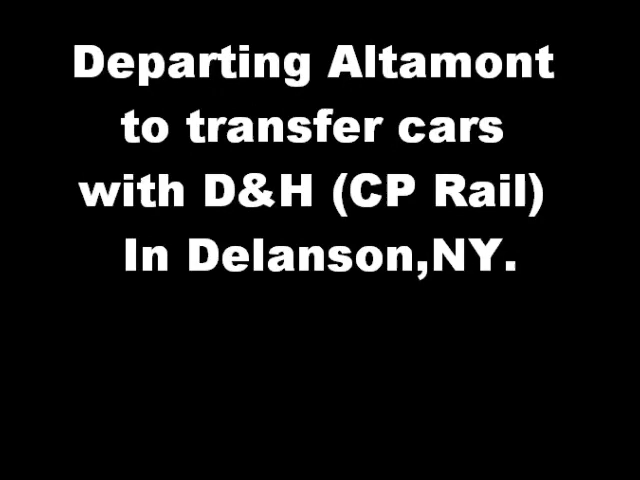 Departing Altamont
to transfer cars
with D&H (CP Rail)
In Delanson,NY.